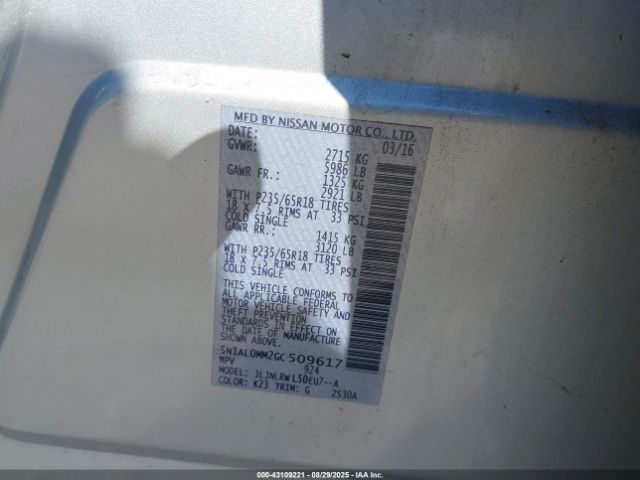 MFD BY NISSAN MOTOR CO., LTD.
DATE: 03/16
GVWR: 2715 KG
5986 LB
GAWR FR.: 1325 KG
2921 LB
WITH P235/65R18 TIRES
18 X 7.5 RIMS AT 33 PSI
COLD SINGLE
GAWR RR.: 1415 KG
3120 LB
WITH P235/65R18 TIRES
18 X 7.5 RIMS AT 33 PSI
COLD SINGLE
THIS VEHICLE CONFORMS TO
ALL APPLICABLE FEDERAL
MOTOR VEHICLE SAFETY AND
THEFT PREVENTION
STANDARDS IN EFFECT ON
THE DATE OF MANUFACTURE
SHOWN ABOVE.
5N1AL0MM2GC509617
MPV 924
MODEL: JLJNLRWL50EU7--A
COLOR: K23 TRIM: G 2S30A
000-43109221 - 08/29/2025 - IAA Inc.